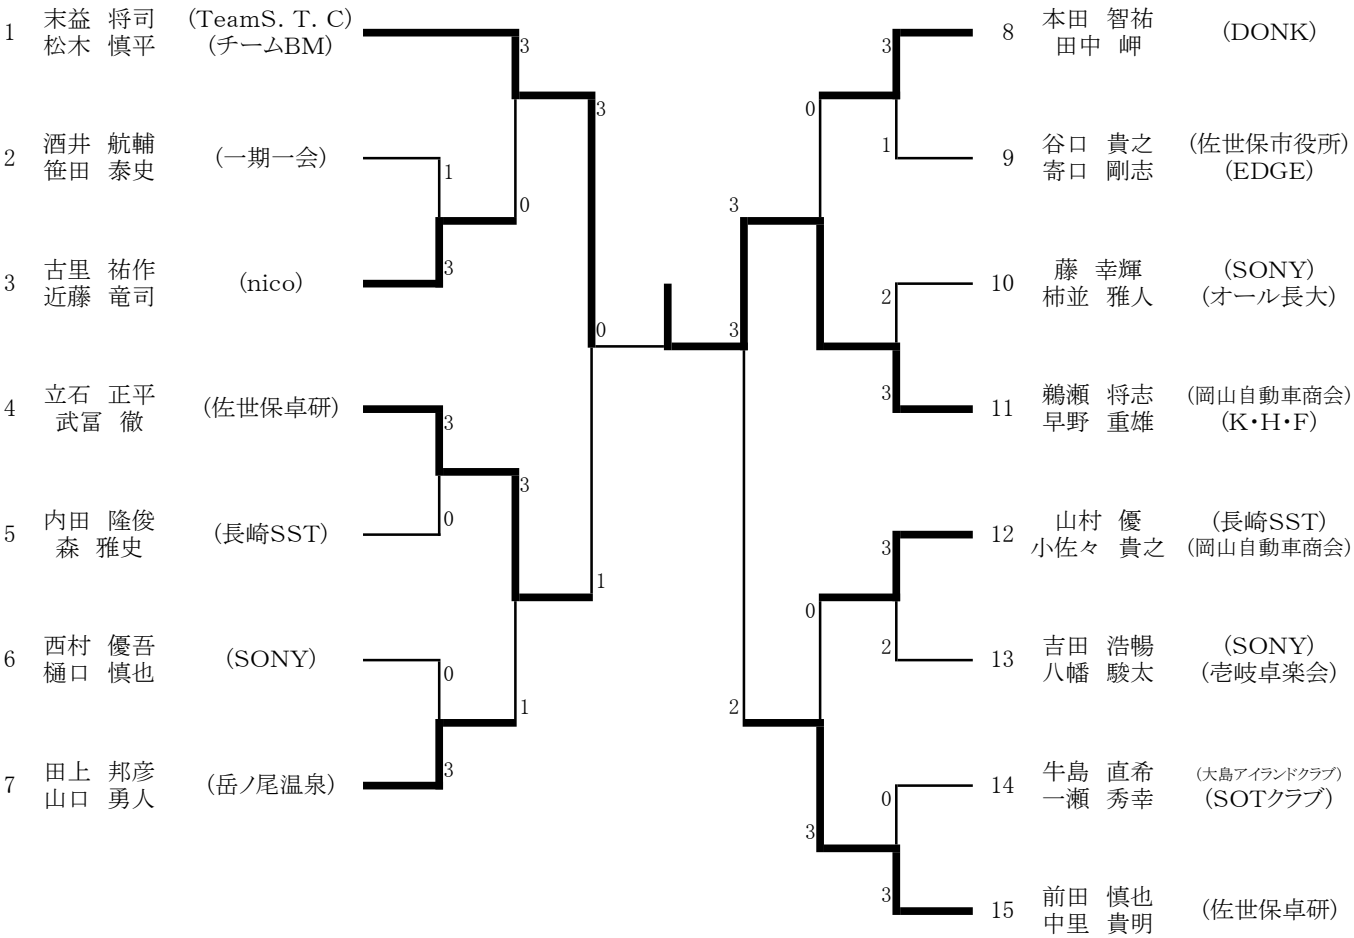 1 末益 将司 (TeamS. T. C)
松木 慎平 (チームBM)
3
3
2 酒井 航輔 (一期一会)
笹田 泰史
1
0
3 古里 祐作 (nico)
近藤 竜司
3
0
4 立石 正平 (佐世保卓研)
武冨 徹
3
3
5 内田 隆俊 (長崎SST)
森 雅史
0
1
6 西村 優吾 (SONY)
樋口 慎也
0
1
7 田上 邦彦 (岳ノ尾温泉)
山口 勇人
3
8 本田 智祐 (DONK)
田中 岬
3
0
9 谷口 貴之 (佐世保市役所)
寄口 剛志 (EDGE)
1
3
10 藤 幸輝 (SONY)
柿並 雅人 (オール長大)
2
3
11 鵜瀬 将志 (岡山自動車商会)
早野 重雄 (K・H・F)
3
12 山村 優 (長崎SST)
小佐々 貴之 (岡山自動車商会)
3
0
13 吉田 浩暢 (SONY)
八幡 駿太 (壱岐卓楽会)
2
2
14 牛島 直希 (大島アイランドクラブ)
一瀬 秀幸 (SOTクラブ)
0
3
15 前田 慎也 (佐世保卓研)
中里 貴明
3